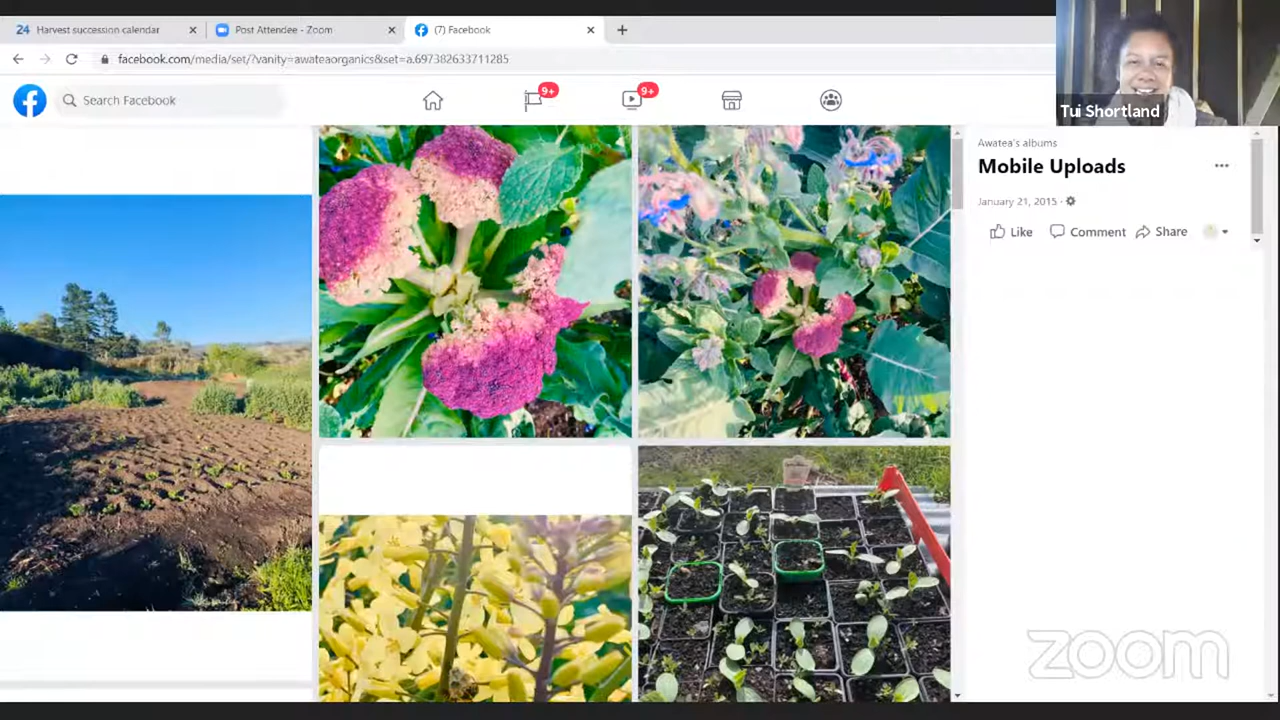 24 Harvest succession calendar
Post Attendee - Zoom
(7) Facebook
facebook.com/media/set/?vanity=awateaorganics&set=a.697382633711285
Search Facebook
9+
9+
Tui Shortland
Awatea's albums
Mobile Uploads
January 21, 2015
Like
Comment
Share
zoom